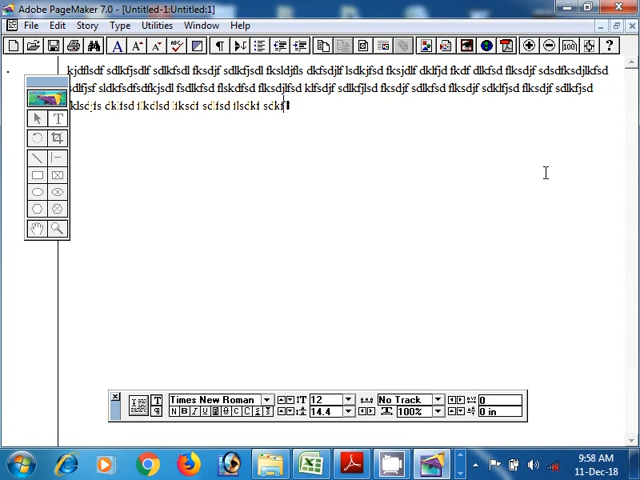 Adobe PageMaker 7.0 - [Untitled-1:Untitled:1]
File Edit Story Type Utilities Window Help
kjdflsdf sdlkfjsdlf sdlkfsdl fksdjf sdlkfjsdl fksldjfls dkfsdjlf lsdkjfsd fksjdlf dklfjd fkdf dlkfsd flksdjf sdsdfksdjlkfsd
sdlfjsf sldkfsdfsdfkjsdl fsdlkfsd flskdfsd flksdjlfsd klfsdjf sdlkfjlsd fksdjf sdlkfsd flksdjf sdlkfjsd flksdjf sdlkfjsd
Times New Roman 12 No Track 0
N B I U 14.4 100% 0 in
9:58 AM
11-Dec-18